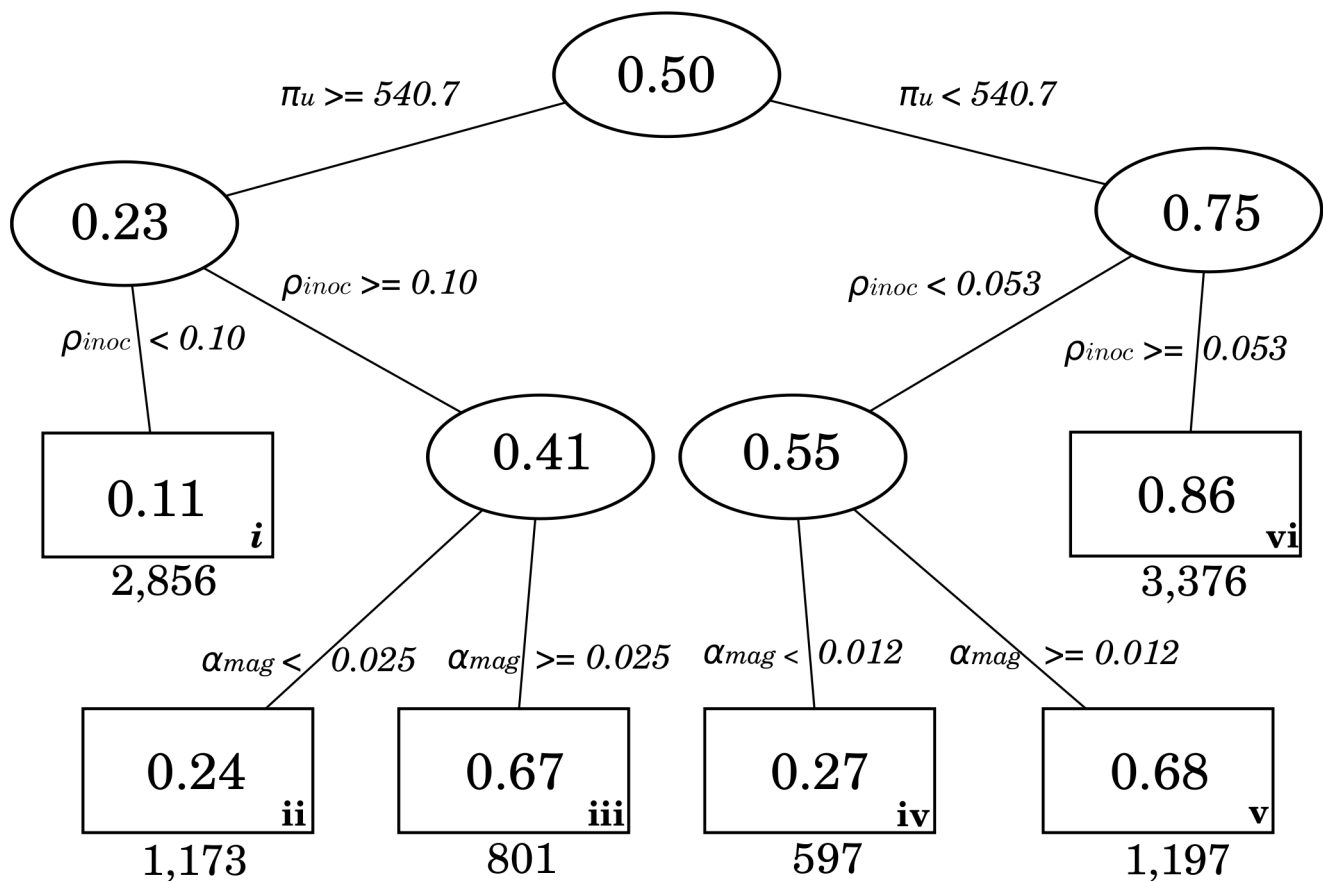 0.50
πu >= 540.7
πu < 540.7
0.23
0.75
ρinoc >= 0.10
ρinoc < 0.053
ρinoc < 0.10
ρinoc >= 0.053
0.41
0.55
0.11
i
2,856
0.86
vi
3,376
αmag < 0.025
αmag >= 0.025
αmag < 0.012
αmag >= 0.012
0.24
ii
1,173
0.67
iii
801
0.27
iv
597
0.68
v
1,197